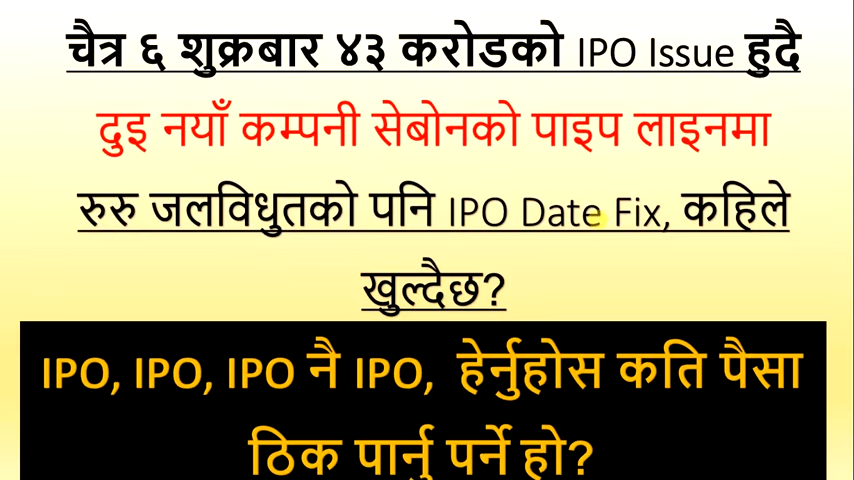 चैत्र ६ शुक्रबार ४३ करोडको IPO Issue हुदै
दुइ नयाँ कम्पनी सेबोनको पाइप लाइनमा
रुरु जलविधुतको पनि IPO Date Fix, कहिले
खुल्दैछ?
IPO, IPO, IPO नै IPO, हेर्नुहोस कति पैसा
ठिक पार्नु पर्ने हो?